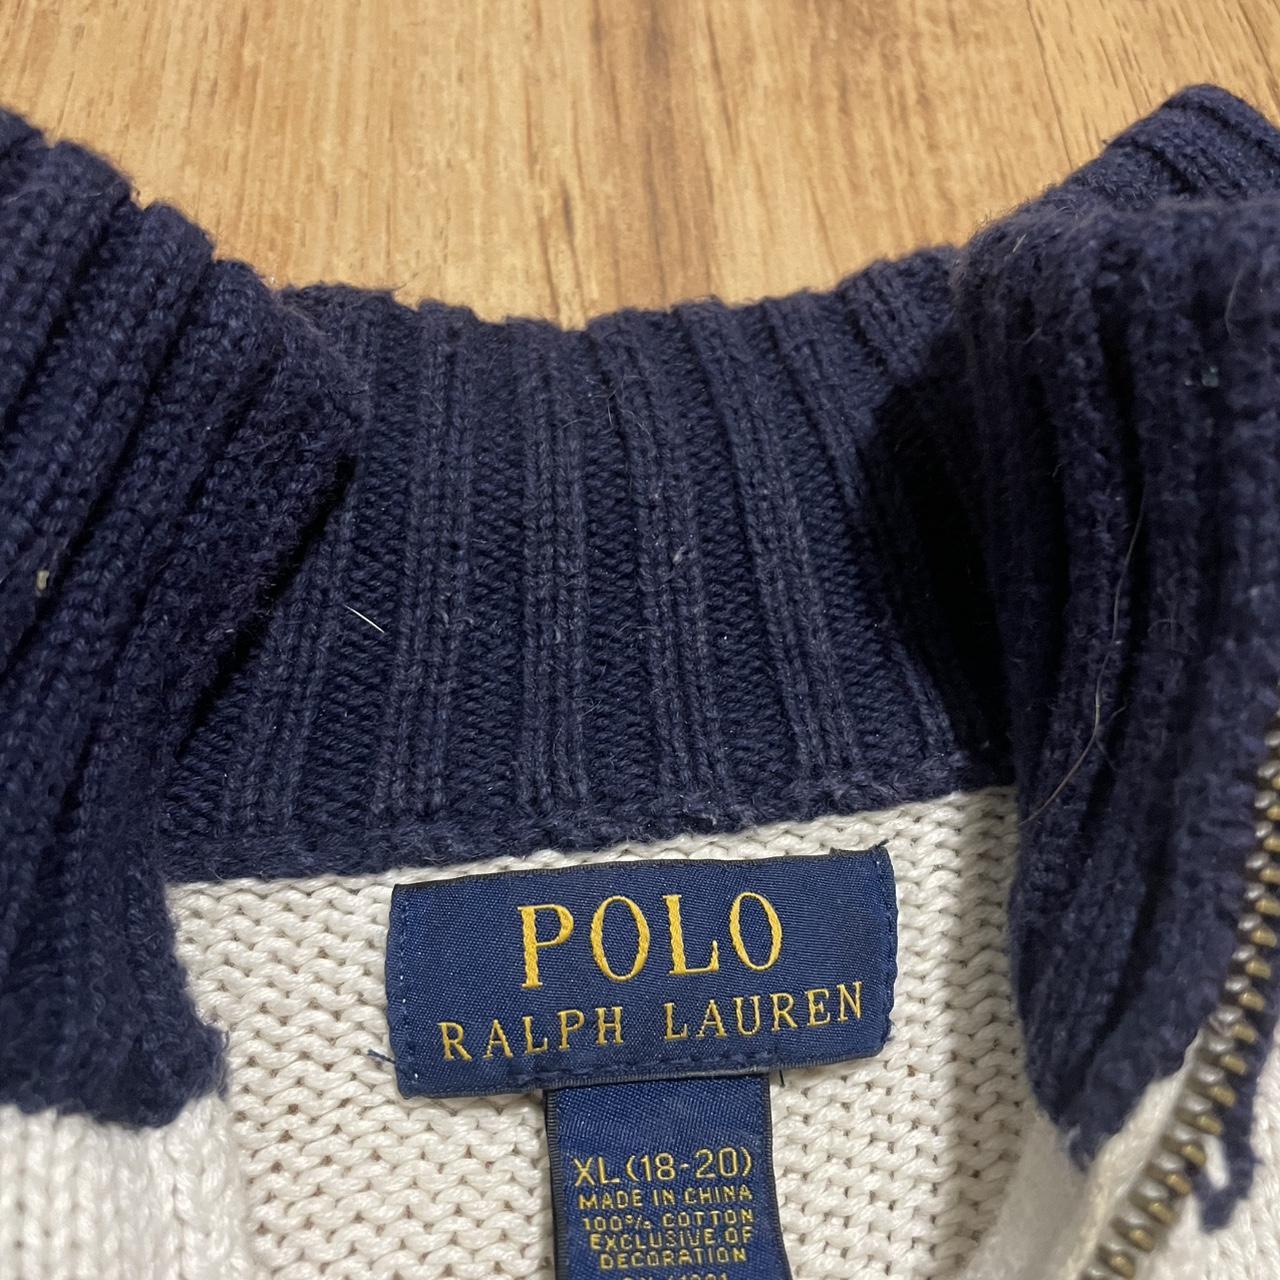 POLO
RALPH LAUREN
XL (18-20)
MADE IN CHINA
100% COTTON
EXCLUSIVE OF
DECORATION